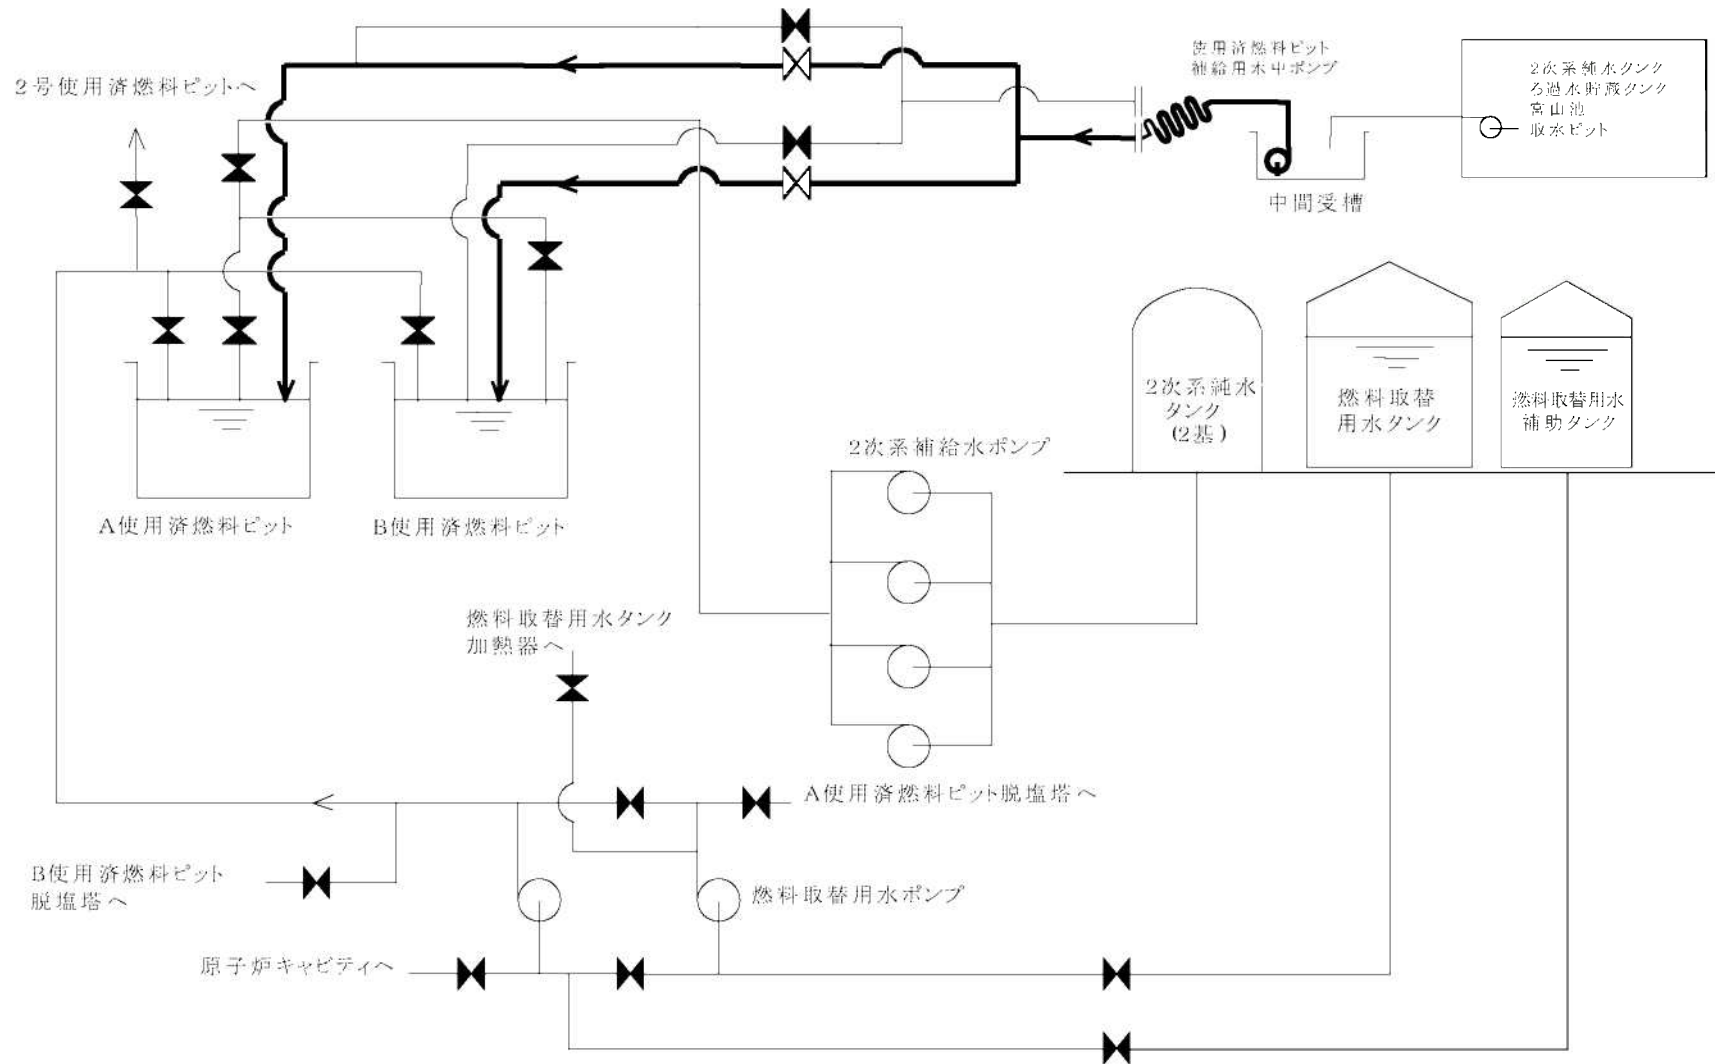 使用済燃料ピット
補給用水中ポンプ
2次系純水タンク
ろ過水貯蔵タンク
宮山池
取水ピット
2号使用済燃料ピットへ
中間受槽
2次系純水
タンク
(2基)
燃料取替
用水タンク
燃料取替用水
補助タンク
2次系補給水ポンプ
A使用済燃料ピット
B使用済燃料ピット
燃料取替用水タンク
加熱器へ
A使用済燃料ピット脱塩塔へ
B使用済燃料ピット
脱塩塔へ
燃料取替用水ポンプ
原子炉キャビティへ